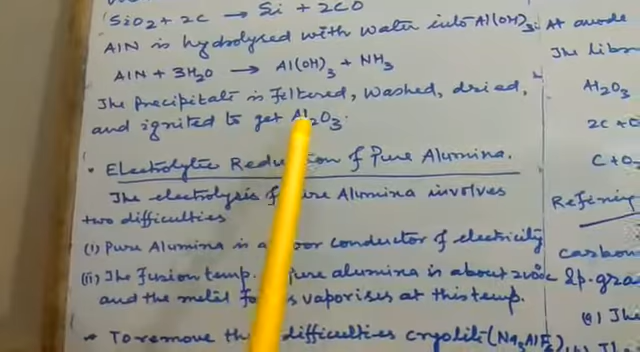 SiO2 + 2C → Si + 2CO
AlN is hydrolysed with water into Al(OH)3.
AlN + 3H2O → Al(OH)3 + NH3
The Precipitate is filtered, washed, dried,
and ignited to get Al2O3.
• Electrolytic Reduction of Pure Alumina.
The electrolysis of Pure Alumina involves
two difficulties
(i) Pure Alumina is a poor conductor of electricity
(ii) The fusion temp. pure alumina is about
and the metal vaporises at this temp.
• To remove the difficulties cryolite (Na3AlF6)
At anode
The
Al2O3
2C +
C + O2
Refining
carbon
(i) The